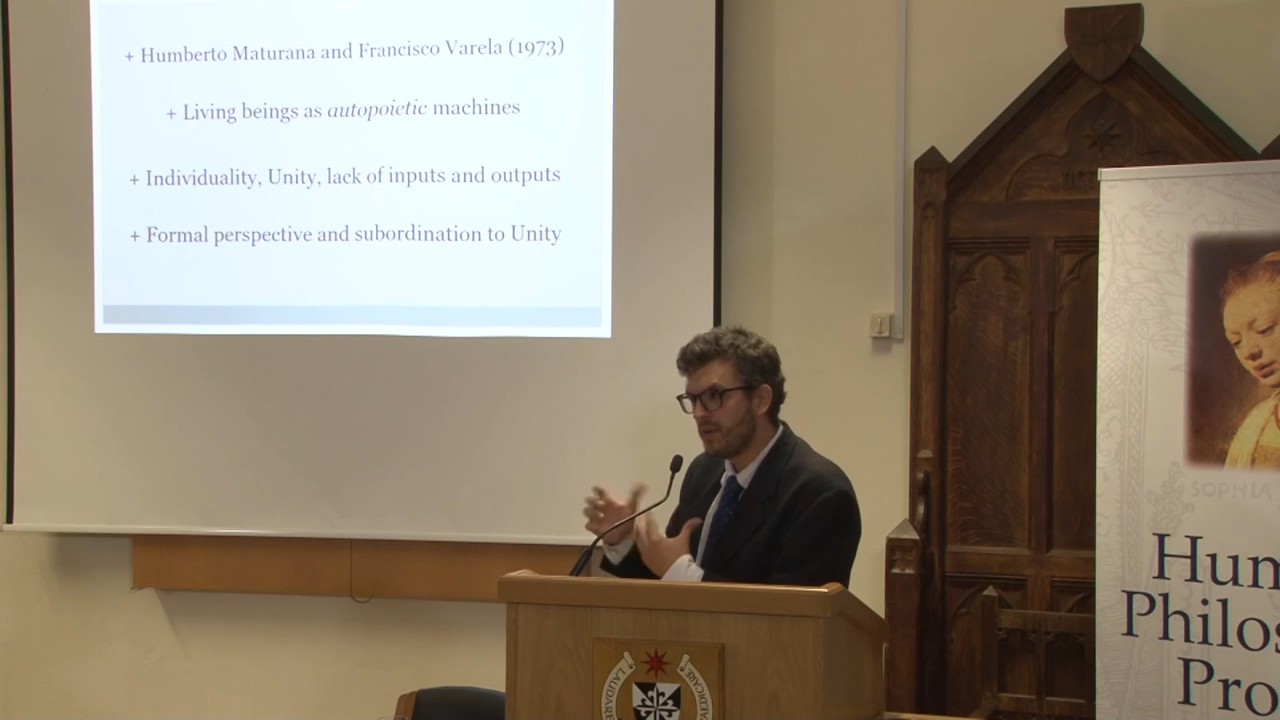 + Humberto Maturana and Francisco Varela (1973)
+ Living beings as autopoietic machines
+ Individuality, Unity, lack of inputs and outputs
+ Formal perspective and subordination to Unity
SOPHIA
Hum
Philos
Pro
LAUDARE